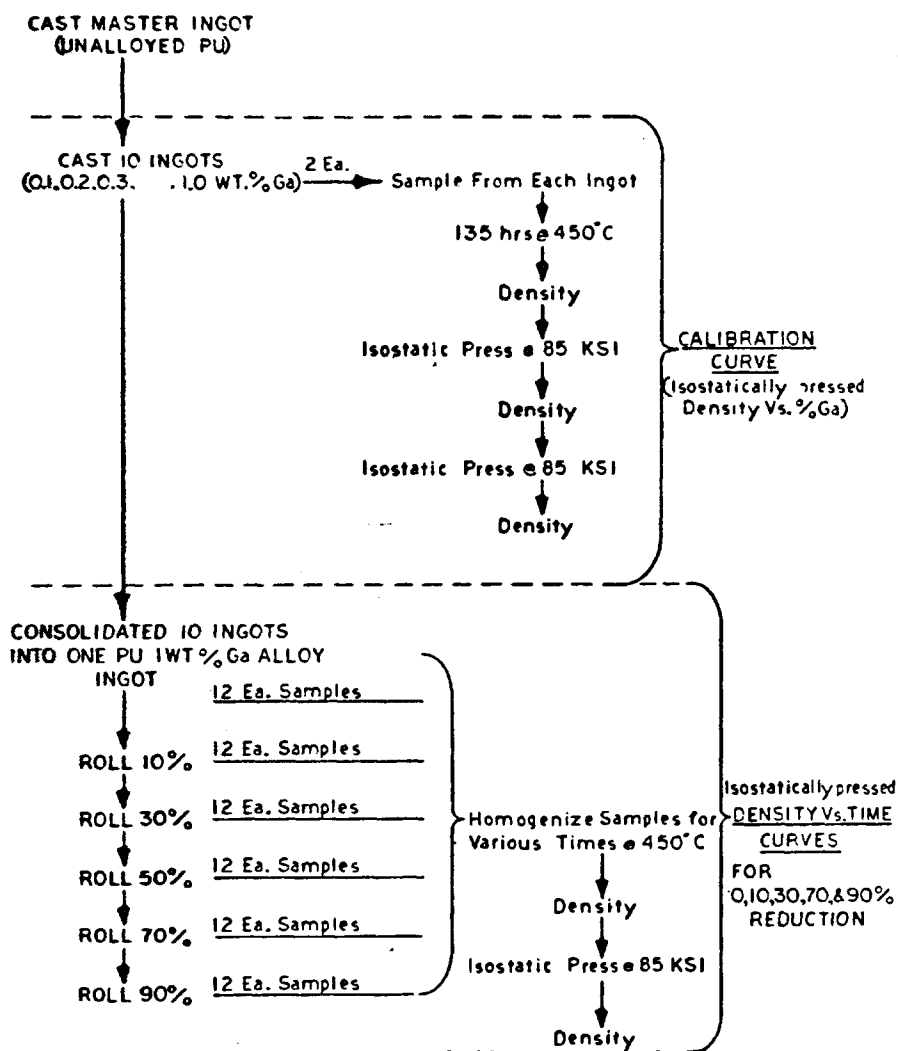 CAST MASTER INGOT
(UNALLOYED PU)
CAST 10 INGOTS
(0.1.0.2.0.3. . 1.0 WT.% Ga)
2 Ea.
Sample From Each Ingot
135 hrs @ 450°C
Density
Isostatic Press @ 85 KSI
Density
Isostatic Press @ 85 KSI
Density
CALIBRATION
CURVE
(Isostatically pressed
Density Vs. % Ga)
CONSOLIDATED 10 INGOTS
INTO ONE PU 1WT % Ga ALLOY
INGOT
12 Ea. Samples
ROLL 10%
12 Ea. Samples
ROLL 30%
12 Ea. Samples
ROLL 50%
12 Ea. Samples
ROLL 70%
12 Ea. Samples
ROLL 90%
12 Ea. Samples
Homogenize Samples for
Various Times @ 450°C
Density
Isostatic Press @ 85 KSI
Density
Isostatically pressed
DENSITY Vs. TIME
CURVES
FOR
0,10,30,70,&90%
REDUCTION